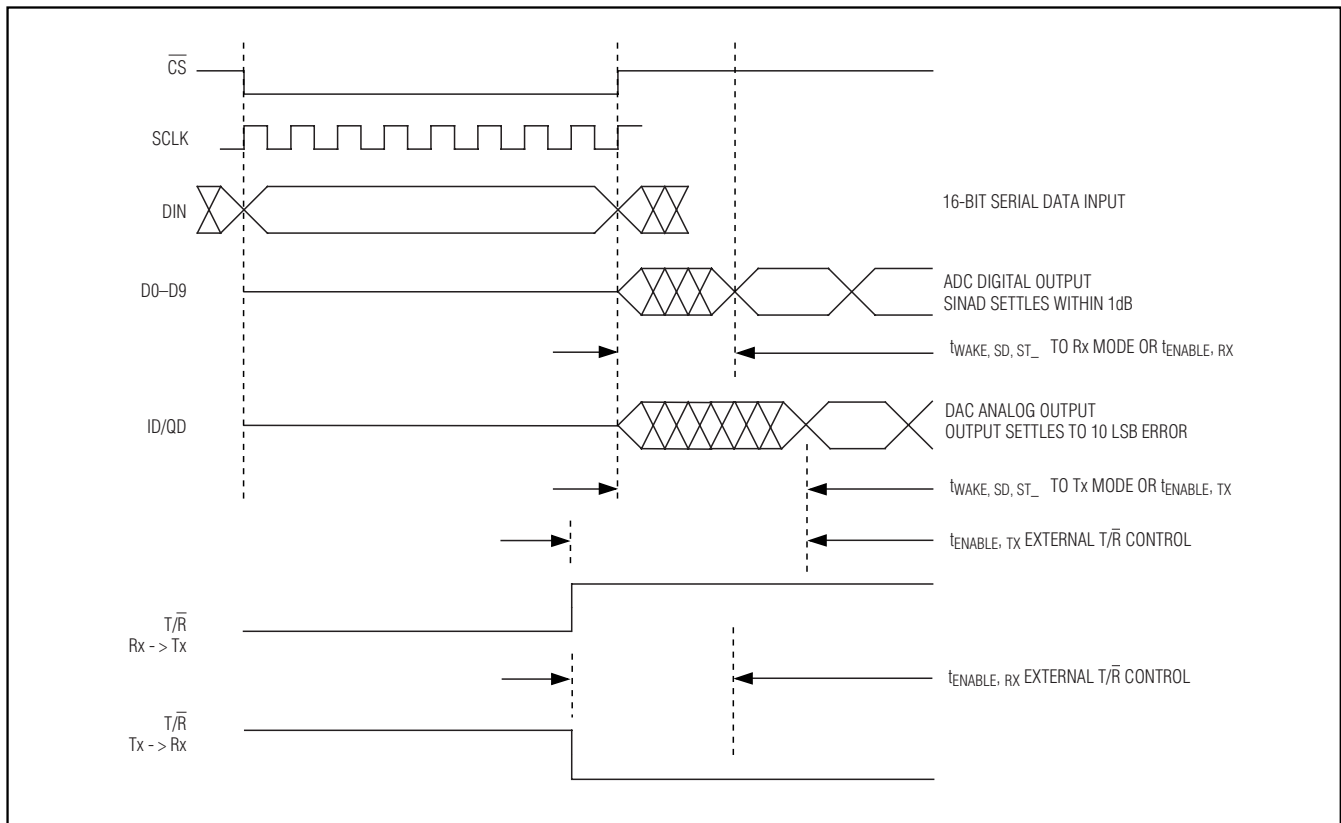 C̅S̅
SCLK
DIN
16-BIT SERIAL DATA INPUT
D0–D9
ADC DIGITAL OUTPUT
SINAD SETTLES WITHIN 1dB
tWAKE, SD, ST_ TO Rx MODE OR tENABLE, RX
ID/QD
DAC ANALOG OUTPUT
OUTPUT SETTLES TO 10 LSB ERROR
tWAKE, SD, ST_ TO Tx MODE OR tENABLE, TX
tENABLE, TX EXTERNAL T/R̅ CONTROL
T/R̅
Rx - > Tx
tENABLE, RX EXTERNAL T/R̅ CONTROL
T/R̅
Tx - > Rx